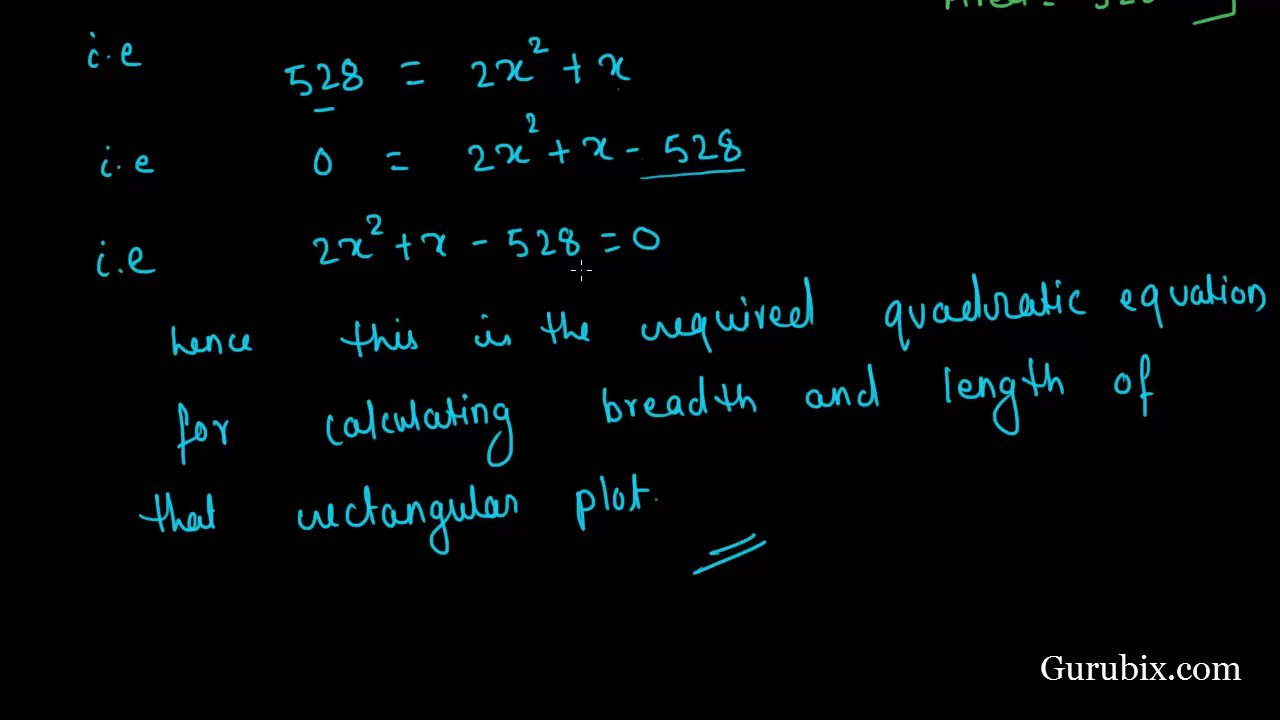 i.e 528 = 2x² + x
i.e 0 = 2x² + x - 528
i.e 2x² + x - 528 = 0
hence this is the required quadratic equation,
for calculating breadth and length of
that rectangular plot.
Gurubix.com